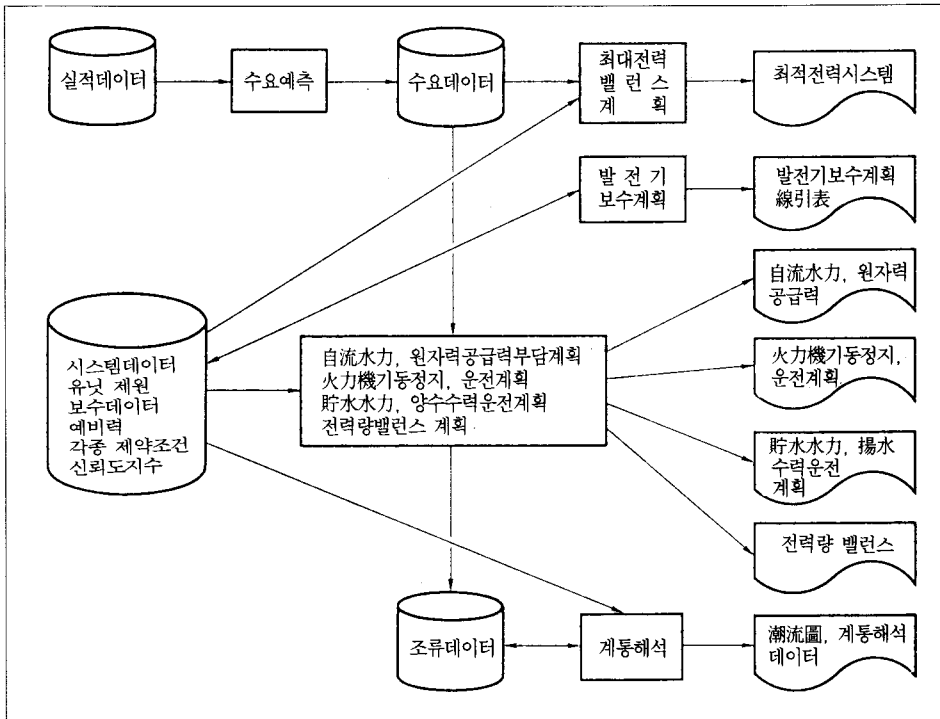 실적데이터
수요예측
수요데이터
최대전력
밸 런 스
계 획
최적전력시스템
발 전 기
보수계획
발전기보수계획
線引表
시스템데이터
유닛 제원
보수데이터
예비력
각종 제약조건
신뢰도지수
自流水力, 원자력공급력부담계획
火力機기동정지, 운전계획
貯水水力, 양수수력운전계획
전력량밸런스 계획
自流水力, 원자력
공급력
火力機기동정지,
운전계획
貯水水力, 揚水
수력운전
계획
전력량 밸런스
조류데이터
계통해석
潮流圖, 계통해석
데이터